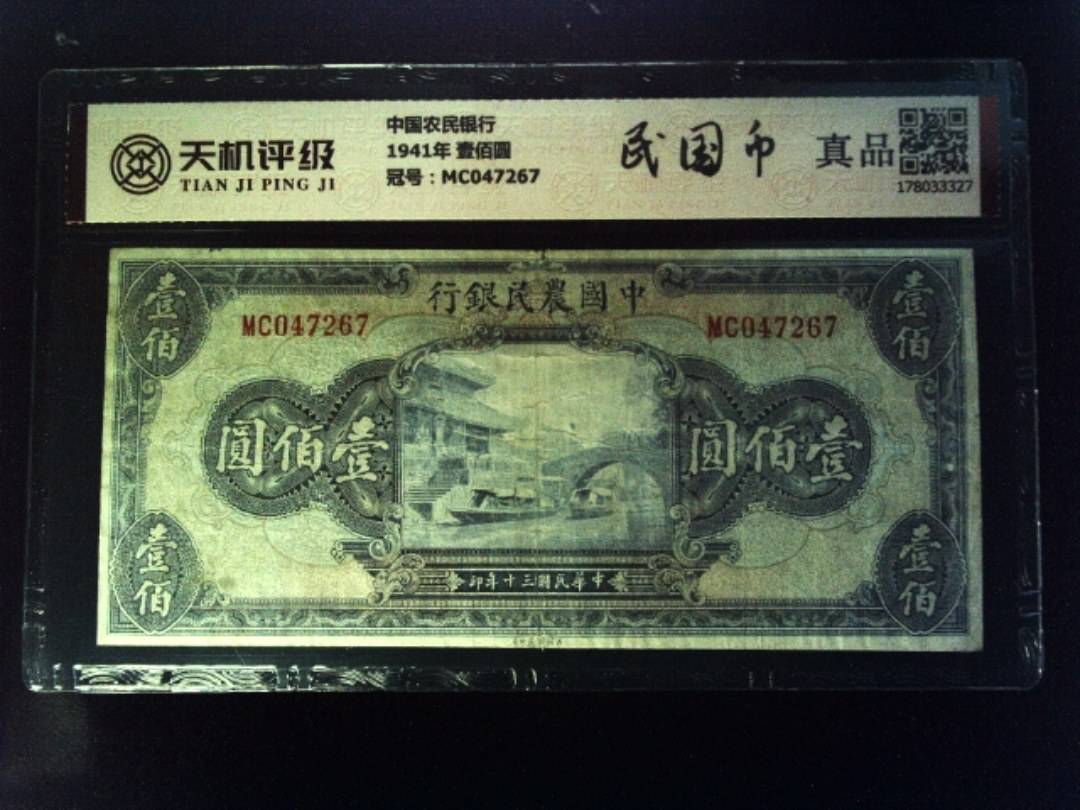 天机评级
TIAN JI PING JI
中国农民银行
1941年 壹佰圆
冠号：MC047267
民国币
真品
178033327
行銀民農國中
MC047267
MC047267
壹佰
壹佰
圓佰壹
圓佰壹
壹佰
壹佰
印年十三國民華中